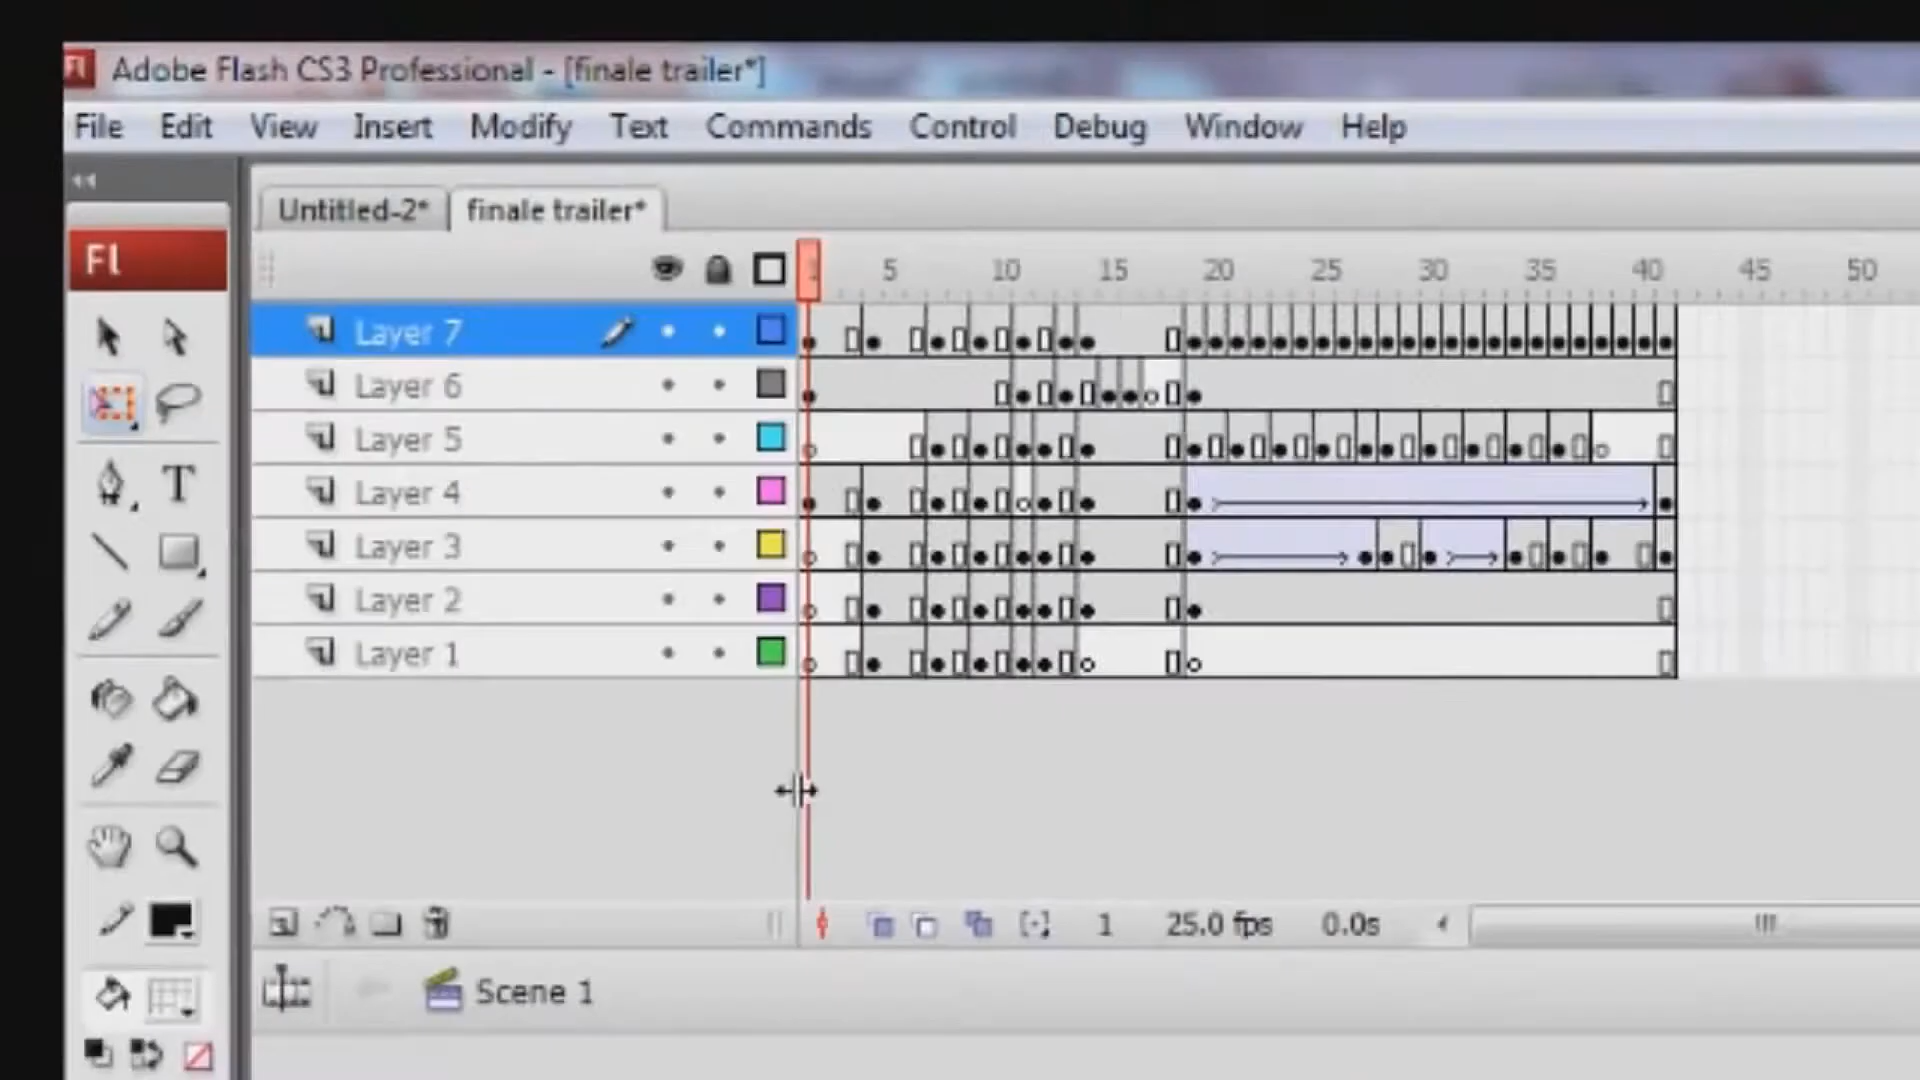 Adobe Flash CS3 Professional - [finale trailer*]
File Edit View Insert Modify Text Commands Control Debug Window Help
Untitled-2* finale trailer*
Fl
1 5 10 15 20 25 30 35 40 45 50
Layer 7
Layer 6
Layer 5
Layer 4
Layer 3
Layer 2
Layer 1
T
1 25.0 fps 0.0s
Scene 1